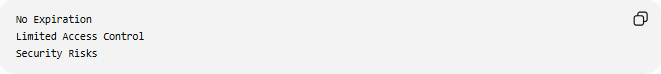 No Expiration
Limited Access Control
Security Risks